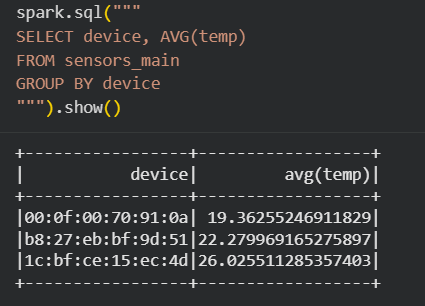 spark.sql("""
SELECT device, AVG(temp)
FROM sensors_main
GROUP BY device
""").show()
+-----------------+------------------+
|           device|         avg(temp)|
+-----------------+------------------+
|00:0f:00:70:91:0a| 19.36255246911829|
|b8:27:eb:bf:9d:51|22.279969165275897|
|1c:bf:ce:15:ec:4d|26.025511285357403|
+-----------------+------------------+